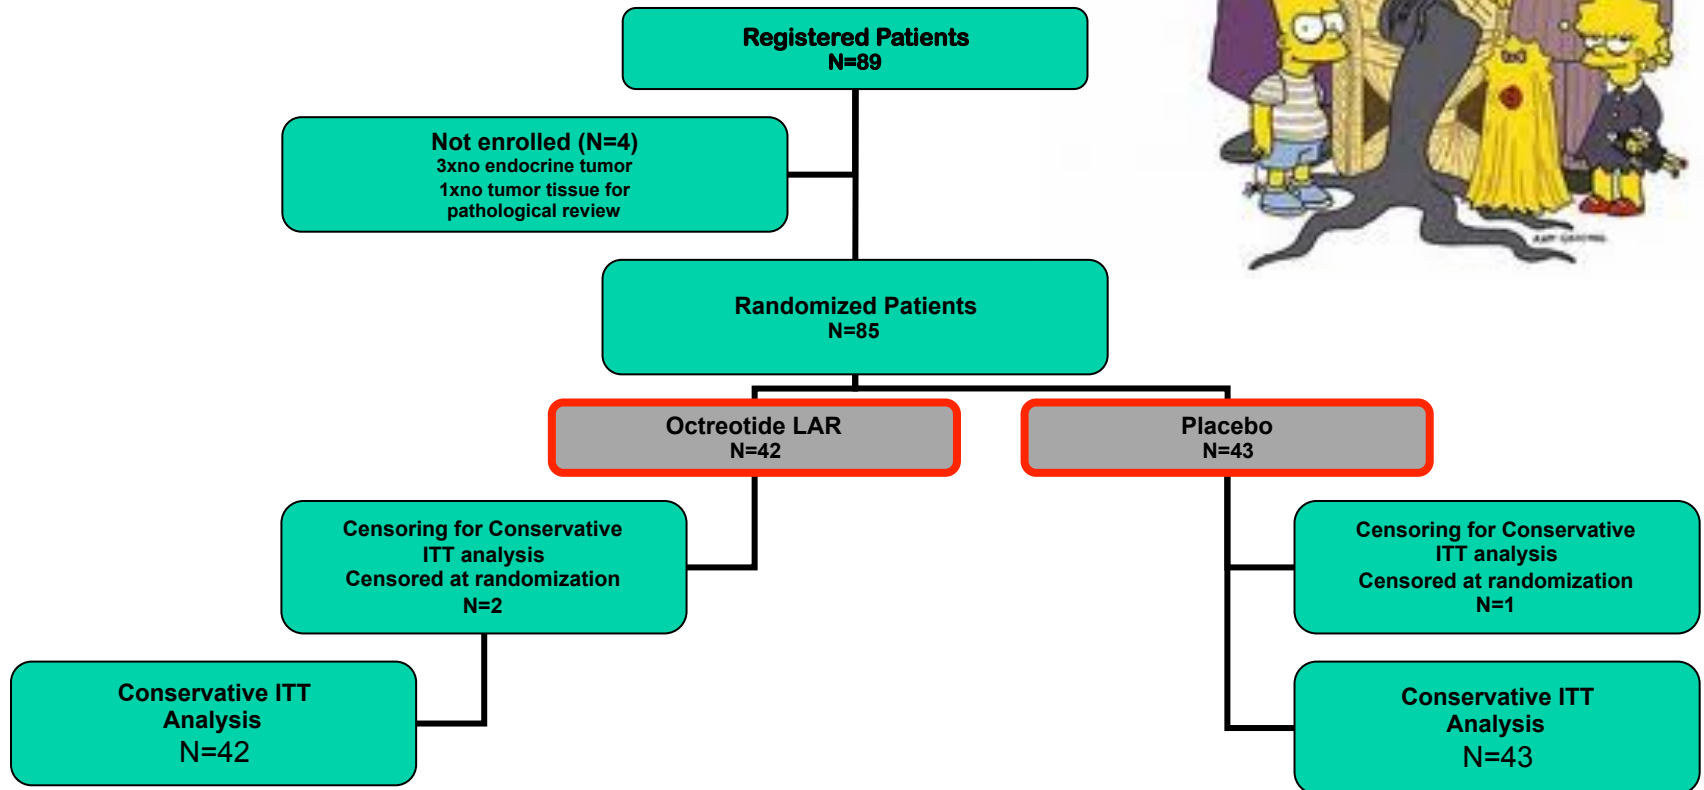 Registered Patients
N=89
Not enrolled (N=4)
3xno endocrine tumor
1xno tumor tissue for
pathological review
Randomized Patients
N=85
Octreotide LAR
N=42
Placebo
N=43
Censoring for Conservative
ITT analysis
Censored at randomization
N=2
Censoring for Conservative
ITT analysis
Censored at randomization
N=1
Conservative ITT
Analysis
N=42
Conservative ITT
Analysis
N=43